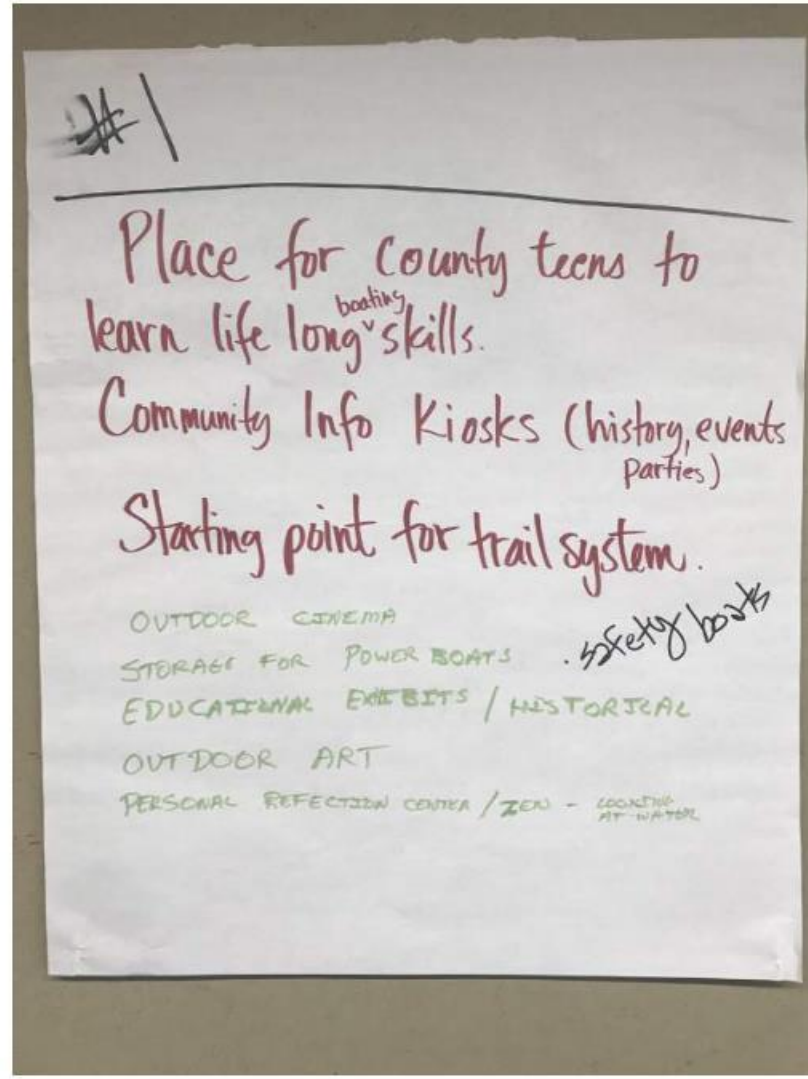 #1
Place for County teens to
learn life long boating skills.
Community Info Kiosks (history, events
parties)
Starting point for trail system.
OUTDOOR CINEMA
STORAGE FOR POWER BOATS . safety boats
EDUCATIONAL EXHIBITS / HISTORICAL
OUTDOOR ART
PERSONAL REFECTION CENTER / ZEN - LOOKING
AT WATER